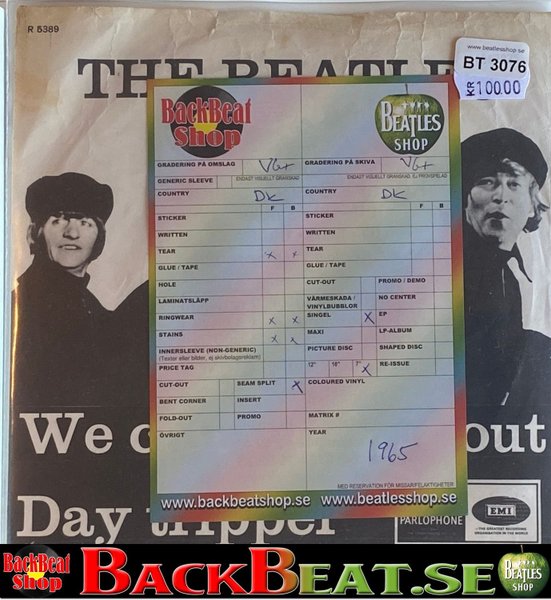 R 5389
THE BEATLES
www.beatlesshop.se
BT 3076
KR 100.00
BackBeat
Shop
BEATLES
SHOP
GRADERING PÅ OMSLAG VG+
GRADERING PÅ SKIVA VG+
GENERIC SLEEVE
ENDAST VISUELLT GRANSKAD
ENDAST VISUELLT GRANSKAD. EJ PROVSPELAD
COUNTRY DK
COUNTRY DK
F B
F B
STICKER
STICKER
WRITTEN
WRITTEN
TEAR x x
TEAR
GLUE / TAPE
GLUE / TAPE
HOLE
CUT-OUT
PROMO / DEMO
LAMINATSLÄPP
VÄRMESKADA /
VINYLBUBBLOR
NO CENTER
RINGWEAR x x
SINGEL x
EP
STAINS x x
MAXI
LP-ALBUM
INNERSLEEVE (NON-GENERIC)
(Texter eller bilder, ej skivbolagsreklam)
PICTURE DISC
SHAPED DISC
PRICE TAG
12" 10" 7" x
RE-ISSUE
CUT-OUT
BEAM SPLIT x
COLOURED VINYL
BENT CORNER
INSERT
FOLD-OUT
PROMO
MATRIX #
ÖVRIGT
YEAR
1965
MED RESERVATION FÖR MISSAR/FELAKTIGHETER
www.backbeatshop.se www.beatlesshop.se
We c out
Day tripper
EMI
THE GREATEST RECORDING
ORGANISATION IN THE WORLD
PARLOPHONE
BackBeat
Shop
BACKBEAT.SE
BEATLES
SHOP